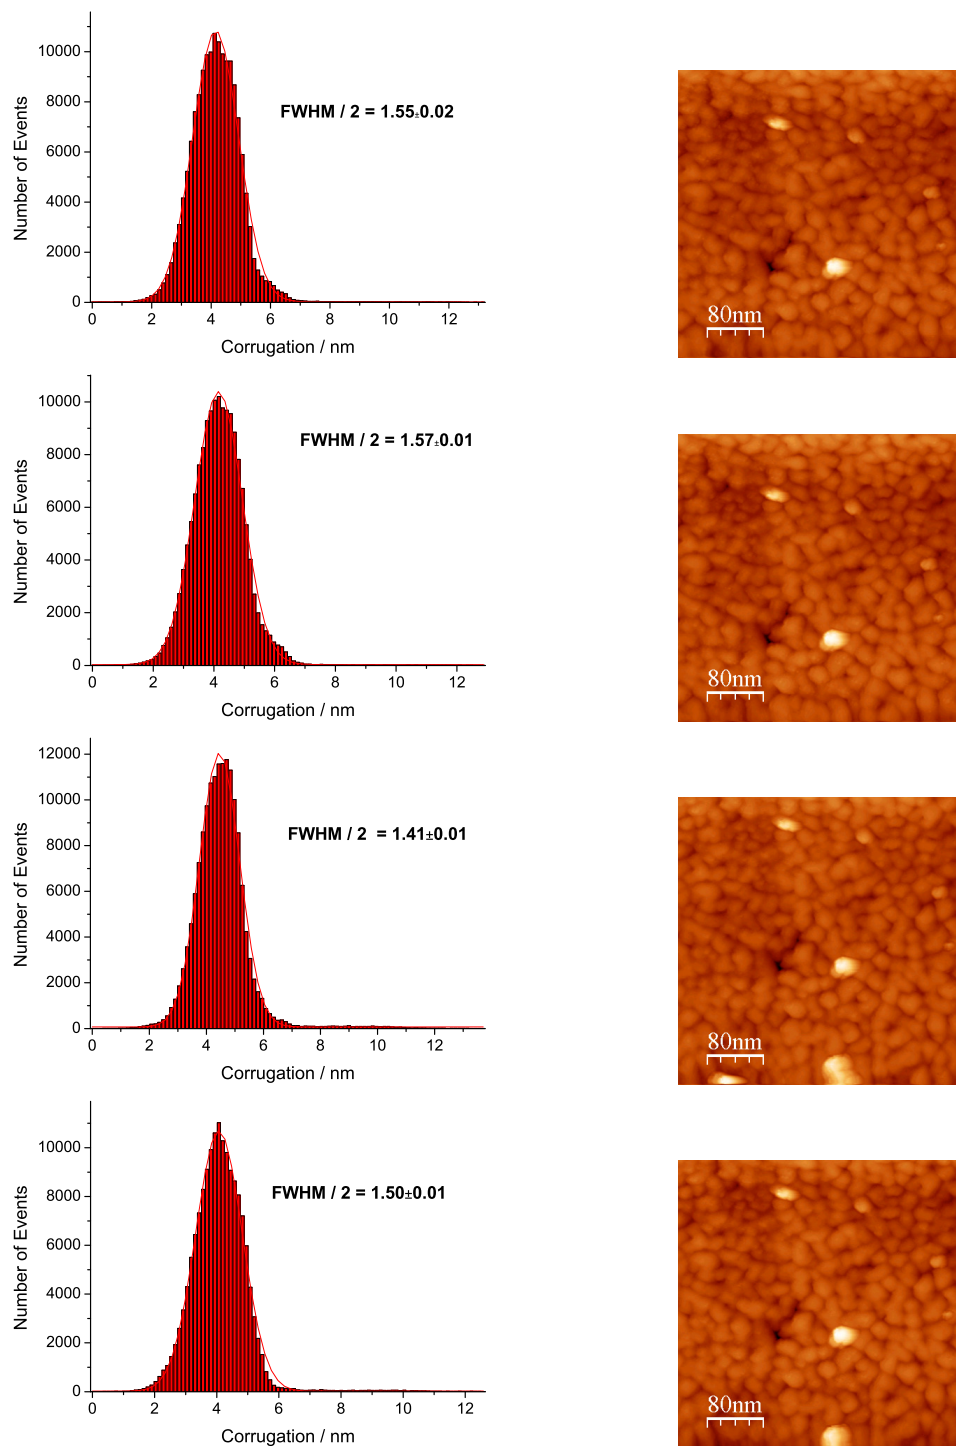 10000
8000
6000
4000
2000
0
Number of Events
FWHM / 2 = 1.55±0.02
0 2 4 6 8 10 12
Corrugation / nm
80nm
10000
8000
6000
4000
2000
0
Number of Events
FWHM / 2 = 1.57±0.01
0 2 4 6 8 10 12
Corrugation / nm
80nm
12000
10000
8000
6000
4000
2000
0
Number of Events
FWHM / 2  = 1.41±0.01
0 2 4 6 8 10 12
Corrugation / nm
80nm
10000
8000
6000
4000
2000
0
Number of Events
FWHM / 2 = 1.50±0.01
0 2 4 6 8 10 12
Corrugation / nm
80nm